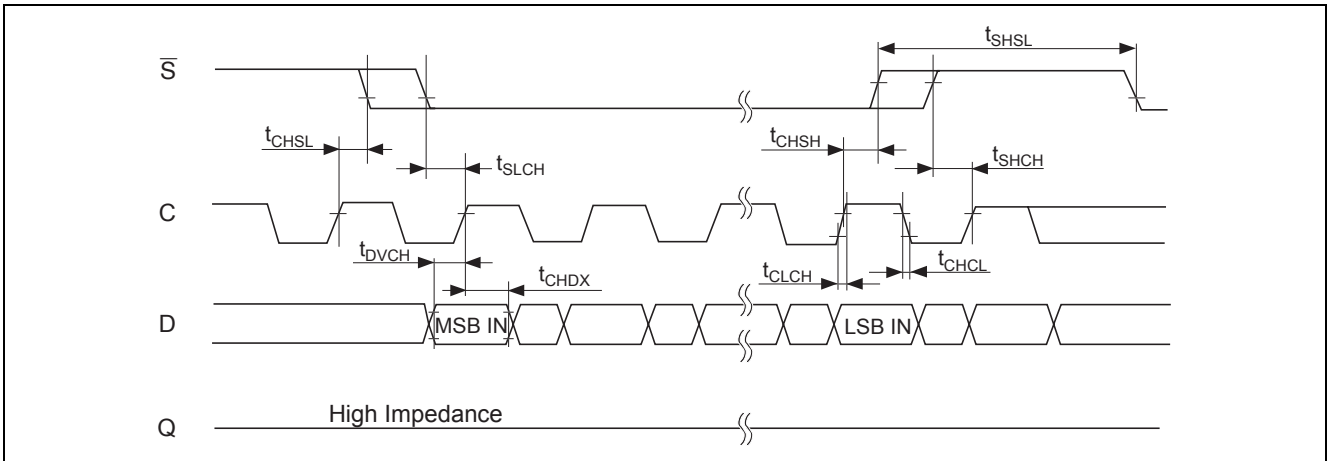 tSHSL
S̅
tCHSL
tSLCH
tCHSH
tSHCH
C
tDVCH
tCHDX
tCLCH
tCHCL
D
MSB IN
LSB IN
High Impedance
Q